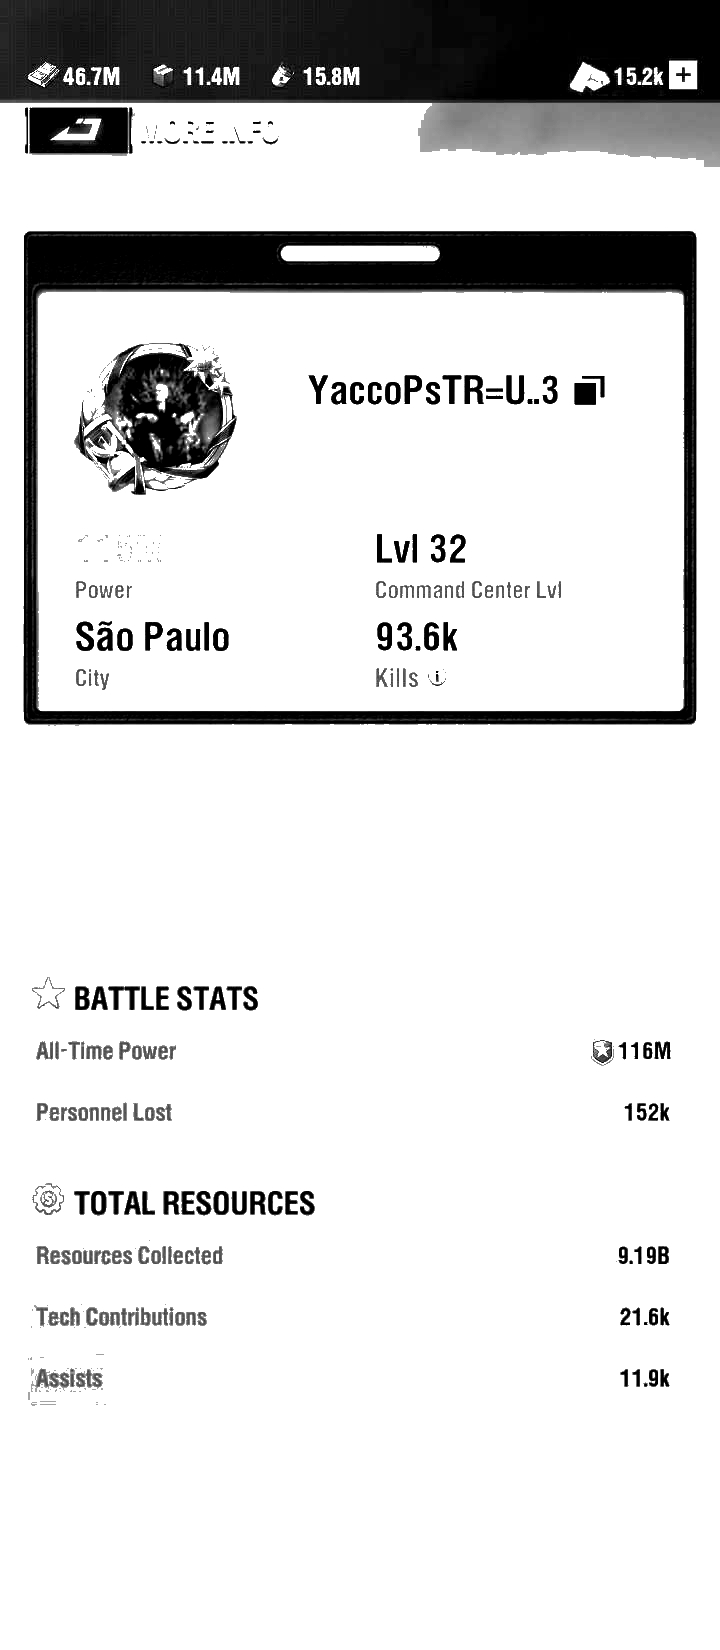 46.7M 11.4M 15.8M 15.2k +
MORE INFO
YaccoPsTR=U..3
115M Lvl 32
Power Command Center Lvl
São Paulo 93.6k
City Kills
BATTLE STATS
All-Time Power 116M
Personnel Lost 152k
TOTAL RESOURCES
Resources Collected 9.19B
Tech Contributions 21.6k
Assists 11.9k